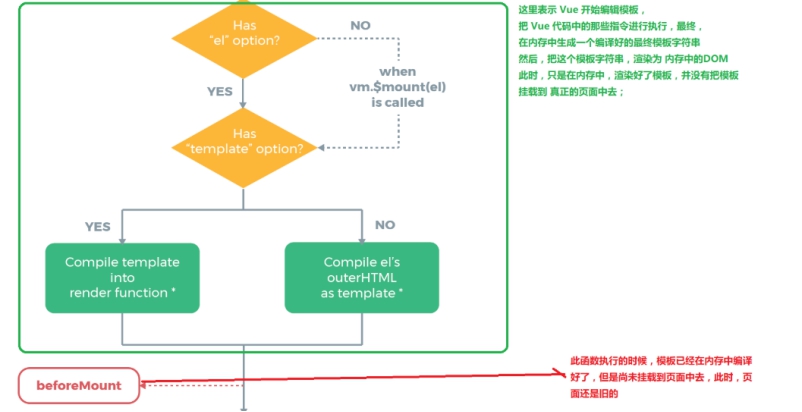 Has
"el" option?
NO
when
vm.$mount(el)
is called
YES
Has
"template" option?
YES
NO
Compile template
into
render function *
Compile el's
outerHTML
as template *
beforeMount
这里表示 Vue 开始编辑模板，
把 Vue 代码中的那些指令进行执行，最终，
在内存中生成一个编译好的最终模板字符串
然后，把这个模板字符串，渲染为 内存中的DOM
此时，只是在内存中，渲染好了模板，并没有把模板
挂载到 真正的页面中去；
此函数执行的时候，模板已经在内存中编译
好了，但是尚未挂载到页面中去，此时，页
面还是旧的